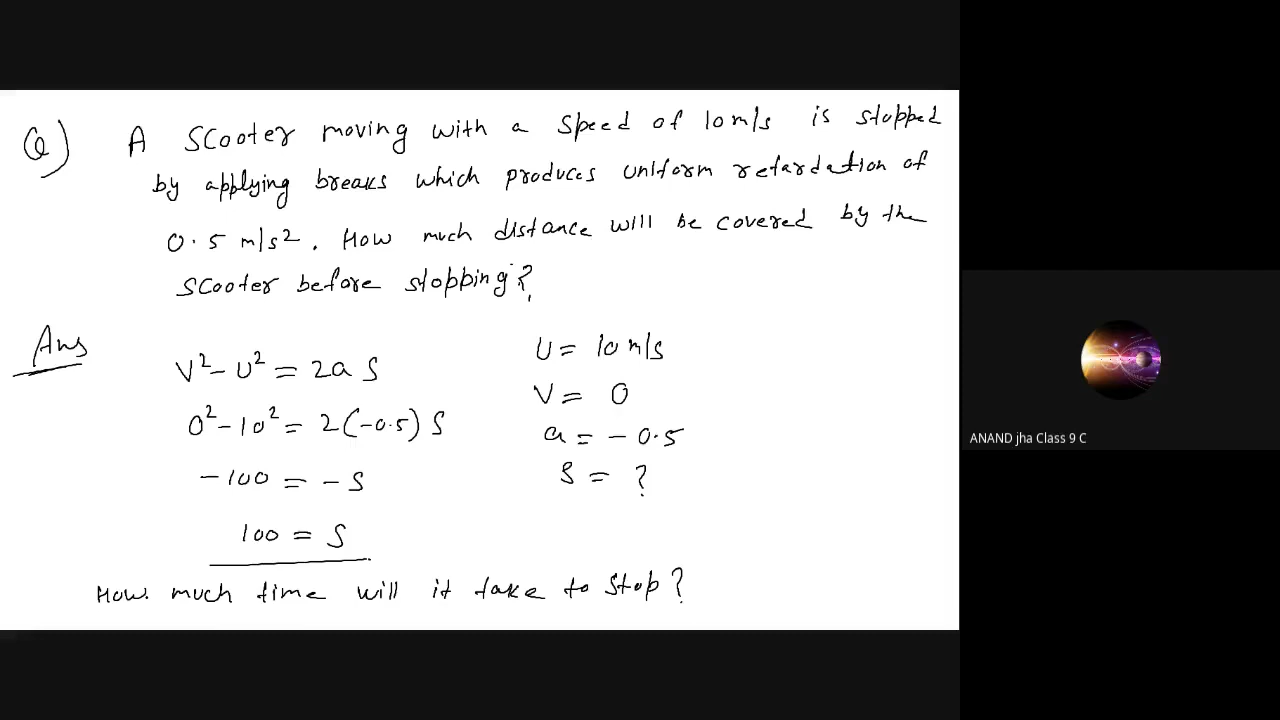 Q) A Scooter moving with a speed of 10 m/s is stopped
by applying breaks which produces uniform retardation of
0.5 m/s2. How much distance will be covered by the
scooter before stopping?
Ans
V² - U² = 2a S
U = 10 m/s
0² - 10² = 2(-0.5) S
V = 0
a = - 0.5
-100 = - S
S = ?
100 = S
How much time will it take to stop?
ANAND jha Class 9 C